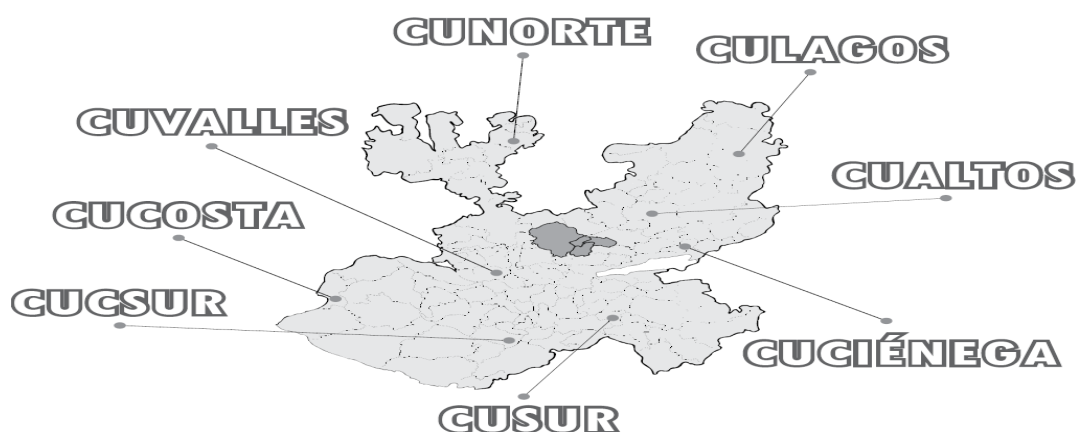 CUNORTE
CULAGOS
CUVALLES
CUALTOS
CUCOSTA
CUCSUR
CUCIÉNEGA
CUSUR